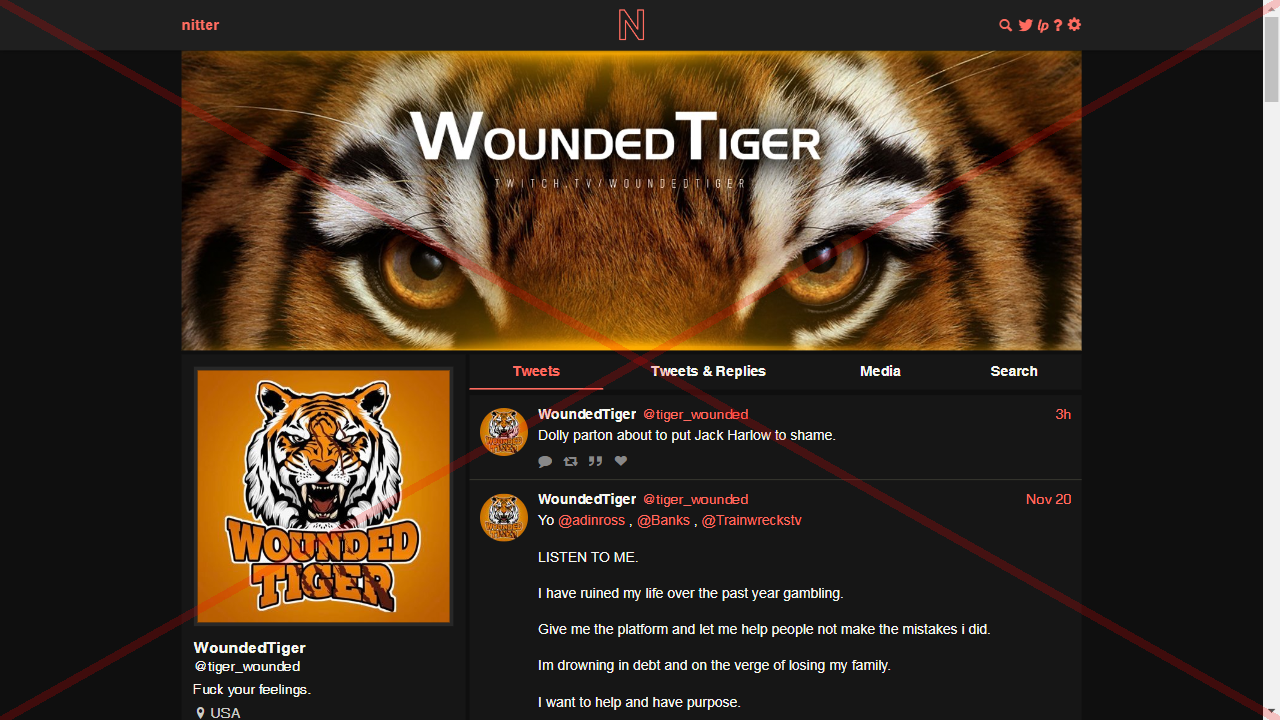 nitter
N
lp ?
WOUNDEDTIGER
TWITCH.TV/WOUNDEDTIGER
Tweets
Tweets & Replies
Media
Search
WOUNDED
TIGER
WoundedTiger
@tiger_wounded
Fuck your feelings.
USA
WoundedTiger @tiger_wounded 3h
Dolly parton about to put Jack Harlow to shame.
WoundedTiger @tiger_wounded Nov 20
Yo @adinross , @Banks , @Trainwreckstv
LISTEN TO ME.
I have ruined my life over the past year gambling.
Give me the platform and let me help people not make the mistakes i did.
Im drowning in debt and on the verge of losing my family.
I want to help and have purpose.